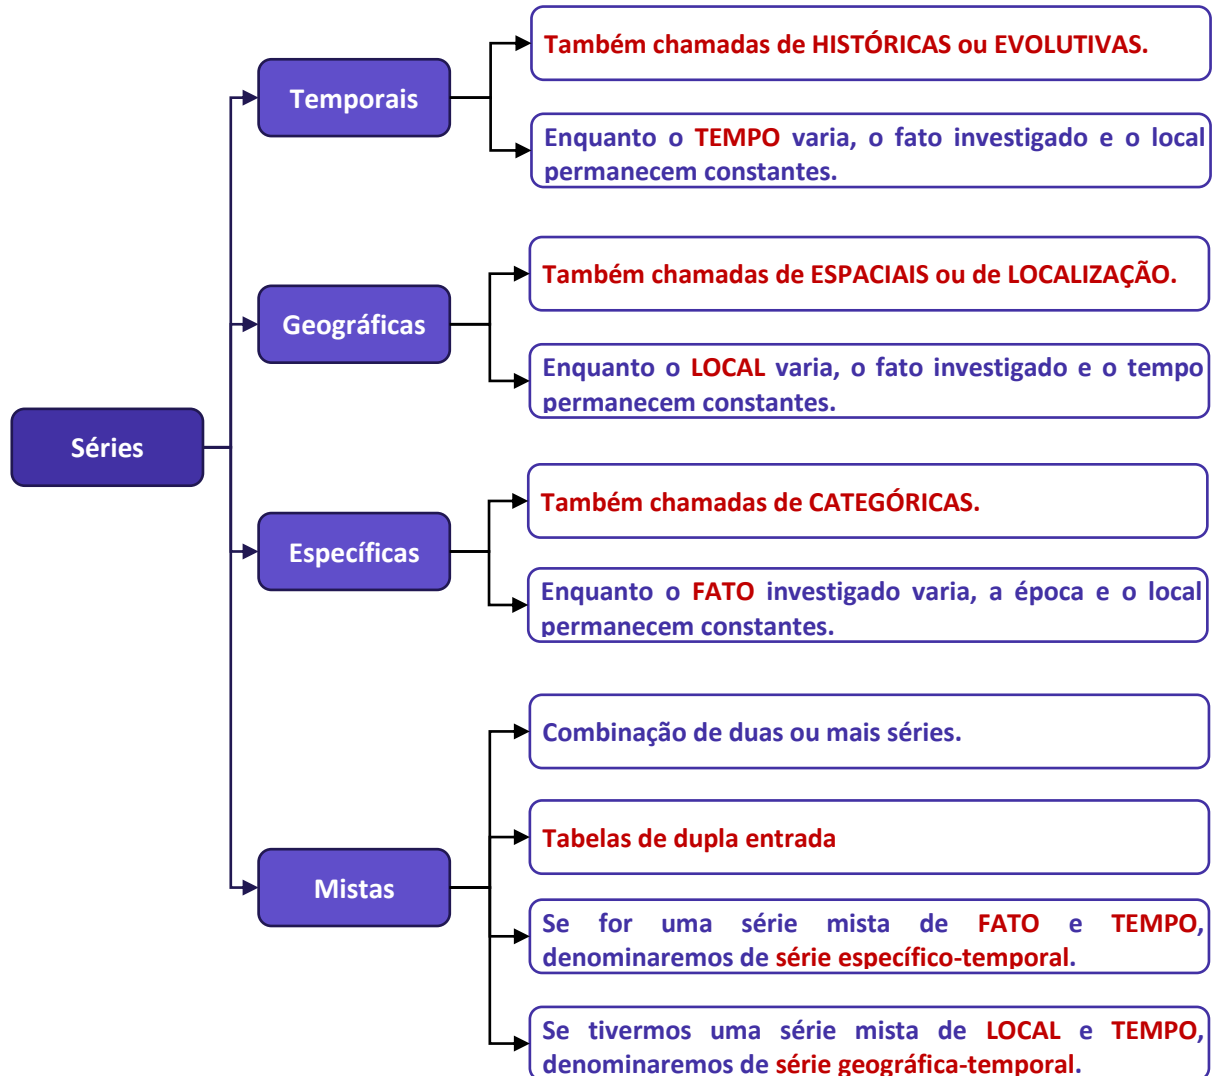 Séries
Temporais
Também chamadas de HISTÓRICAS ou EVOLUTIVAS.
Enquanto o TEMPO varia, o fato investigado e o local
permanecem constantes.
Geográficas
Também chamadas de ESPACIAIS ou de LOCALIZAÇÃO.
Enquanto o LOCAL varia, o fato investigado e o tempo
permanecem constantes.
Específicas
Também chamadas de CATEGÓRICAS.
Enquanto o FATO investigado varia, a época e o local
permanecem constantes.
Mistas
Combinação de duas ou mais séries.
Tabelas de dupla entrada
Se for uma série mista de FATO e TEMPO,
denominaremos de série específico-temporal.
Se tivermos uma série mista de LOCAL e TEMPO,
denominaremos de série geográfica-temporal.